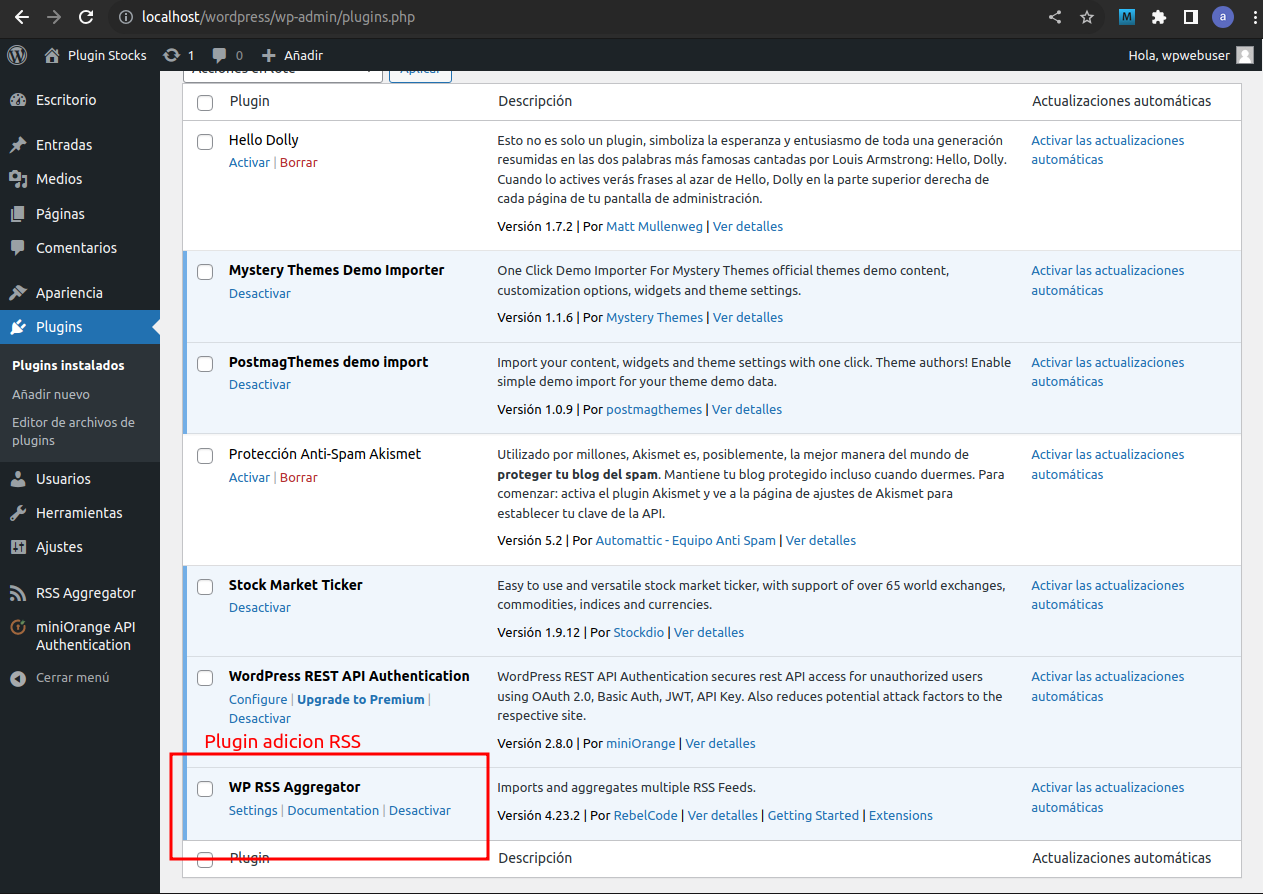 localhost/wordpress/wp-admin/plugins.php
M
a
Plugin Stocks
1
0
Añadir
Hola, wpwebuser
Escritorio
Entradas
Medios
Páginas
Comentarios
Apariencia
Plugins
Plugins instalados
Añadir nuevo
Editor de archivos de
plugins
Usuarios
Herramientas
Ajustes
RSS Aggregator
miniOrange API
Authentication
Cerrar menú
Acciones en lote
Aplicar
Plugin
Descripción
Actualizaciones automáticas
Hello Dolly
Activar | Borrar
Esto no es solo un plugin, simboliza la esperanza y entusiasmo de toda una generación
resumidas en las dos palabras más famosas cantadas por Louis Armstrong: Hello, Dolly.
Cuando lo actives verás frases al azar de Hello, Dolly en la parte superior derecha de
cada página de tu pantalla de administración.
Versión 1.7.2 | Por Matt Mullenweg | Ver detalles
Activar las actualizaciones
automáticas
Mystery Themes Demo Importer
Desactivar
One Click Demo Importer For Mystery Themes official themes demo content,
customization options, widgets and theme settings.
Versión 1.1.6 | Por Mystery Themes | Ver detalles
Activar las actualizaciones
automáticas
PostmagThemes demo import
Desactivar
Import your content, widgets and theme settings with one click. Theme authors! Enable
simple demo import for your theme demo data.
Versión 1.0.9 | Por postmagthemes | Ver detalles
Activar las actualizaciones
automáticas
Protección Anti-Spam Akismet
Activar | Borrar
Utilizado por millones, Akismet es, posiblemente, la mejor manera del mundo de
proteger tu blog del spam. Mantiene tu blog protegido incluso cuando duermes. Para
comenzar: activa el plugin Akismet y ve a la página de ajustes de Akismet para
establecer tu clave de la API.
Versión 5.2 | Por Automattic - Equipo Anti Spam | Ver detalles
Activar las actualizaciones
automáticas
Stock Market Ticker
Desactivar
Easy to use and versatile stock market ticker, with support of over 65 world exchanges,
commodities, indices and currencies.
Versión 1.9.12 | Por Stockdio | Ver detalles
Activar las actualizaciones
automáticas
WordPress REST API Authentication
Configure | Upgrade to Premium |
Desactivar
WordPress REST API Authentication secures rest API access for unauthorized users
using OAuth 2.0, Basic Auth, JWT, API Key. Also reduces potential attack factors to the
respective site.
Versión 2.8.0 | Por miniOrange | Ver detalles
Activar las actualizaciones
automáticas
Plugin adicion RSS
WP RSS Aggregator
Settings | Documentation | Desactivar
Imports and aggregates multiple RSS Feeds.
Versión 4.23.2 | Por RebelCode | Ver detalles | Getting Started | Extensions
Activar las actualizaciones
automáticas
Plugin
Descripción
Actualizaciones automáticas